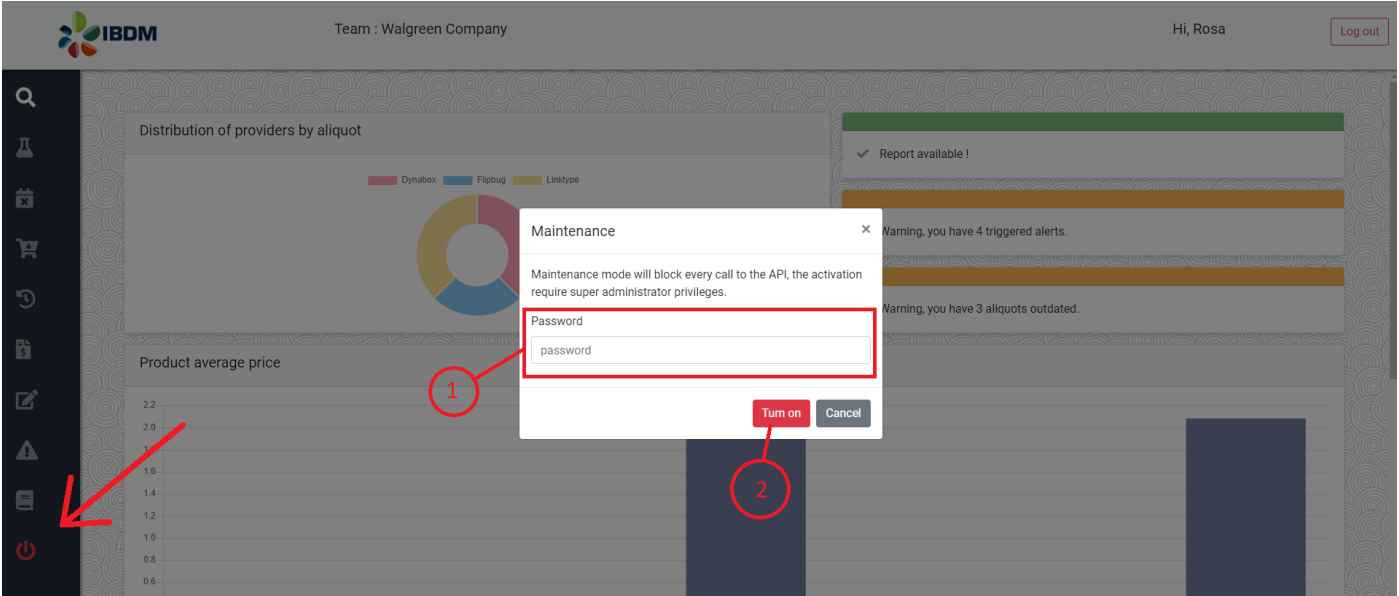 IBDM
Team : Walgreen Company
Hi, Rosa
Log out
Distribution of providers by aliquot
Dynabox
Flipbug
Linktype
Report available !
Warning, you have 4 triggered alerts.
Warning, you have 3 aliquots outdated.
Maintenance
×
Maintenance mode will block every call to the API, the activation
require super administrator privileges.
Password
password
Turn on
Cancel
1
2
Product average price
2.2
2.0
1.6
1.4
1.2
1.0
0.8
0.6